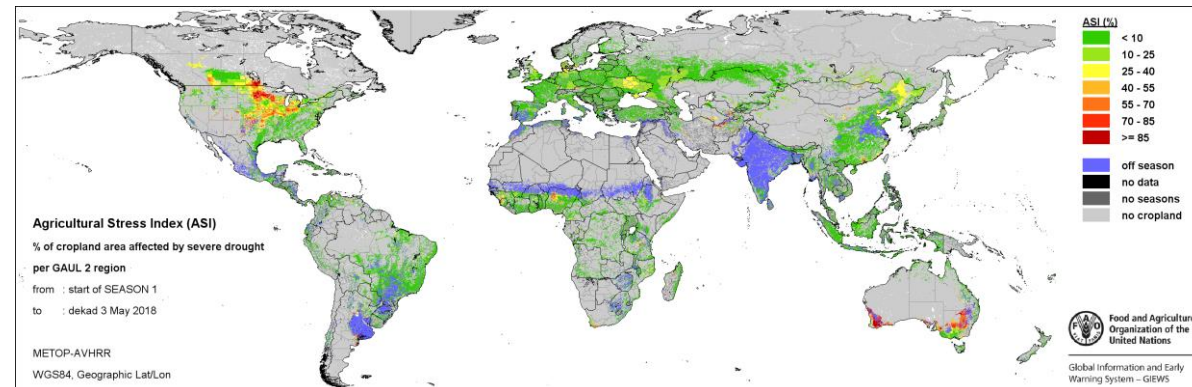 Agricultural Stress Index (ASI)
% of cropland area affected by severe drought
per GAUL 2 region
from : start of SEASON 1
to : dekad 3 May 2018
METOP-AVHRR
WGS84, Geographic Lat/Lon
ASI (%)
< 10
10 - 25
25 - 40
40 - 55
55 - 70
70 - 85
>= 85
off season
no data
no seasons
no cropland
FAO
Food and Agriculture
Organization of the
United Nations
Global Information and Early
Warning System – GIEWS